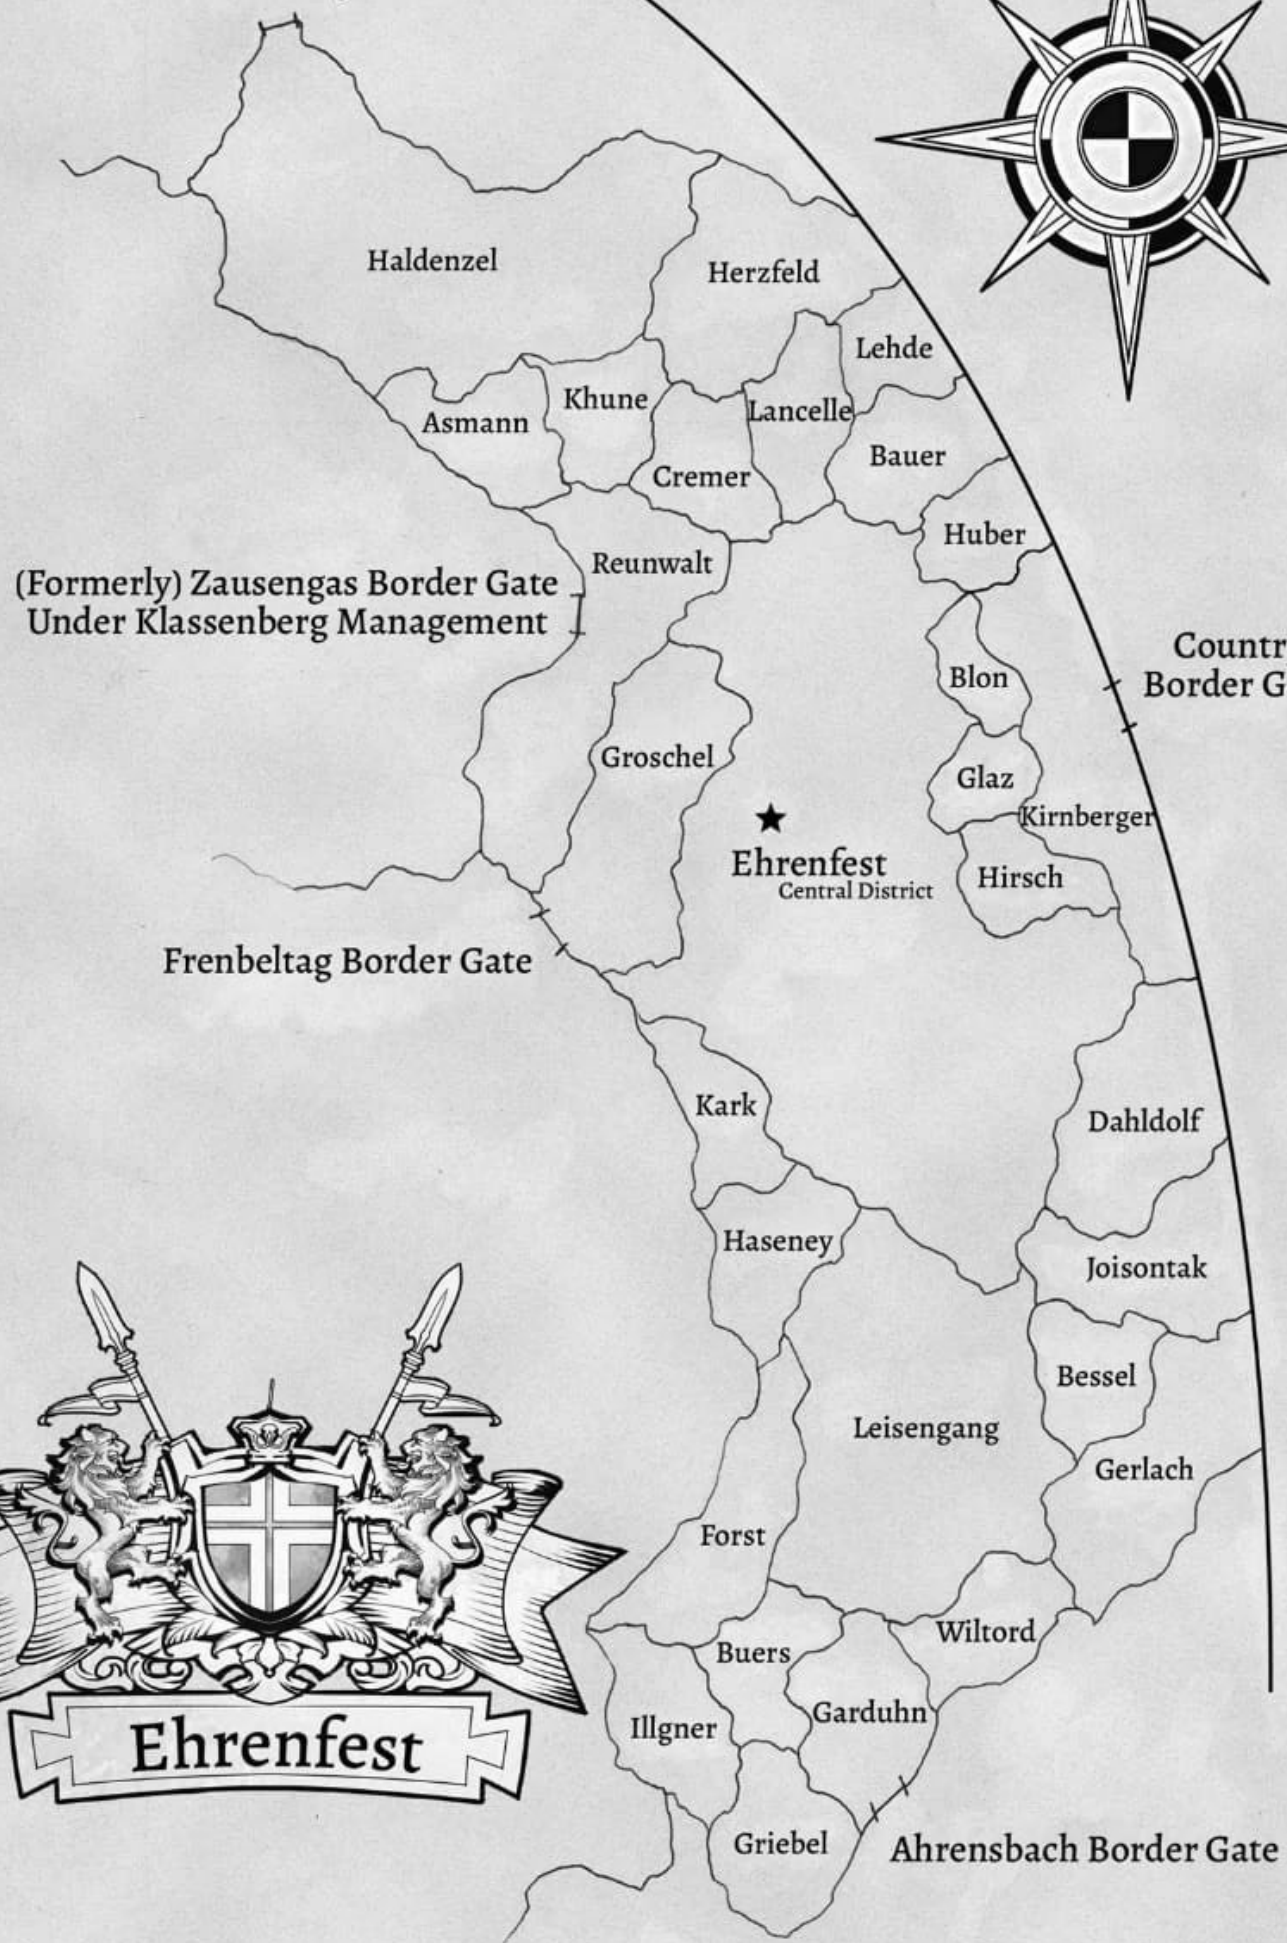 Haldenzel
Herzfeld
Lehde
Khune
Asmann
Lancelle
Bauer
Cremer
Huber
Reunwalt
(Formerly) Zausengas Border Gate
Under Klassenberg Management
Countr
Border G
Blon
Groschel
Glaz
Kirnberger
Ehrenfest
Central District
Hirsch
Frenbeltag Border Gate
Kark
Dahldolf
Haseney
Joisontak
Bessel
Leisengang
Gerlach
Forst
Wiltord
Buers
Garduhn
Illgner
Ehrenfest
Griebel
Ahrensbach Border Gate